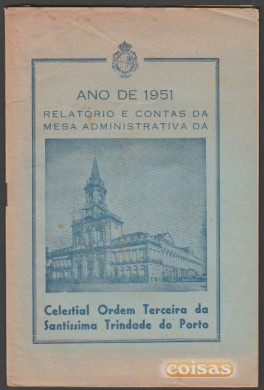 ANO DE 1951
RELATÓRIO E CONTAS DA
MESA ADMINISTRATIVA DA
Celestial Ordem Terceira da
Santíssima Trindade do Porto
coisas